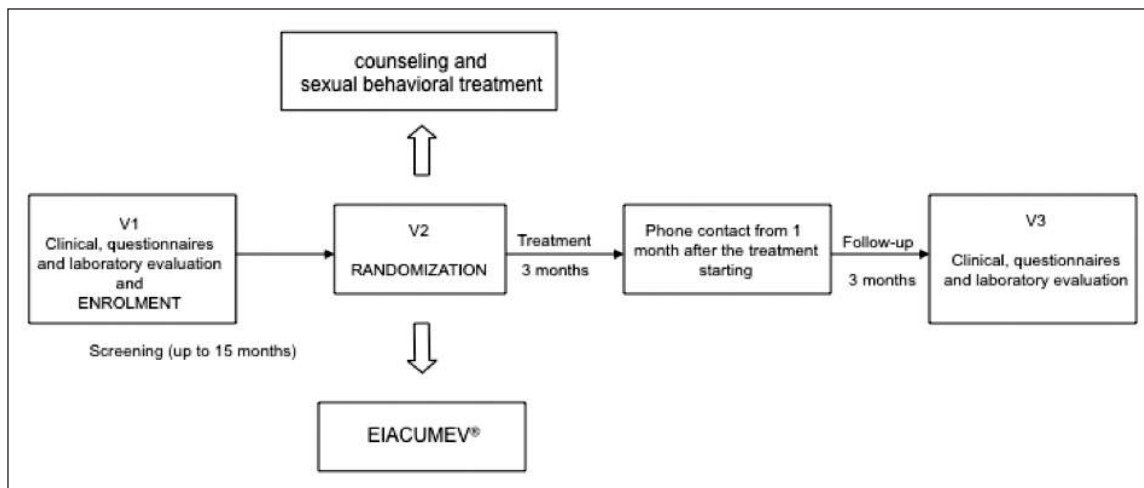 counseling and
sexual behavioral treatment
V1
Clinical, questionnaires
and laboratory evaluation
and
ENROLMENT
V2
RANDOMIZATION
Treatment
3 months
Phone contact from 1
month after the treatment
starting
Follow-up
3 months
V3
Clinical, questionnaires
and laboratory evaluation
Screening (up to 15 months)
EIACUMEV®